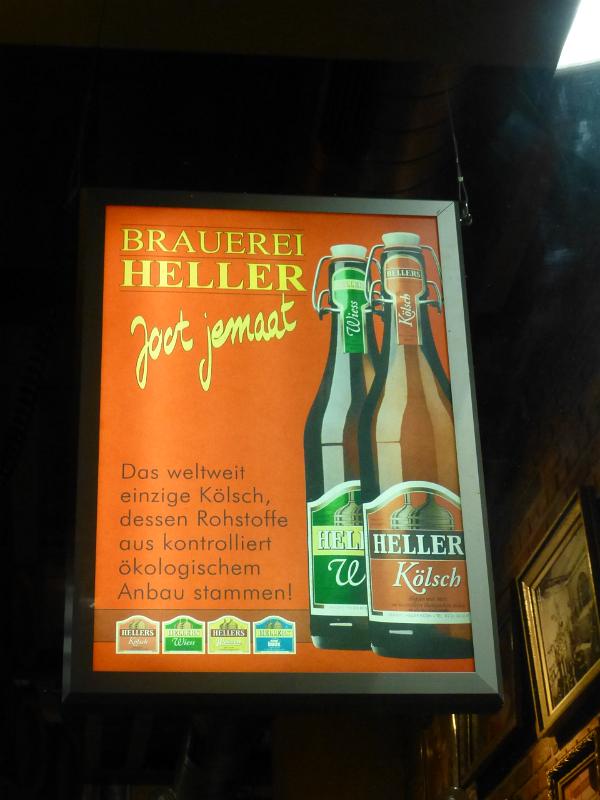 BRAUEREI
HELLER
Joot jemaat
Das weltweit
einzige Kölsch,
dessen Rohstoffe
aus kontrolliert
ökologischem
Anbau stammen!
HELLERS
Wiess
HELLERS
Kölsch
HEL
W
HELLER
Kölsch
HELLERS
Kölsch
HELLERS
Wiess
HELLERS
HELLERS